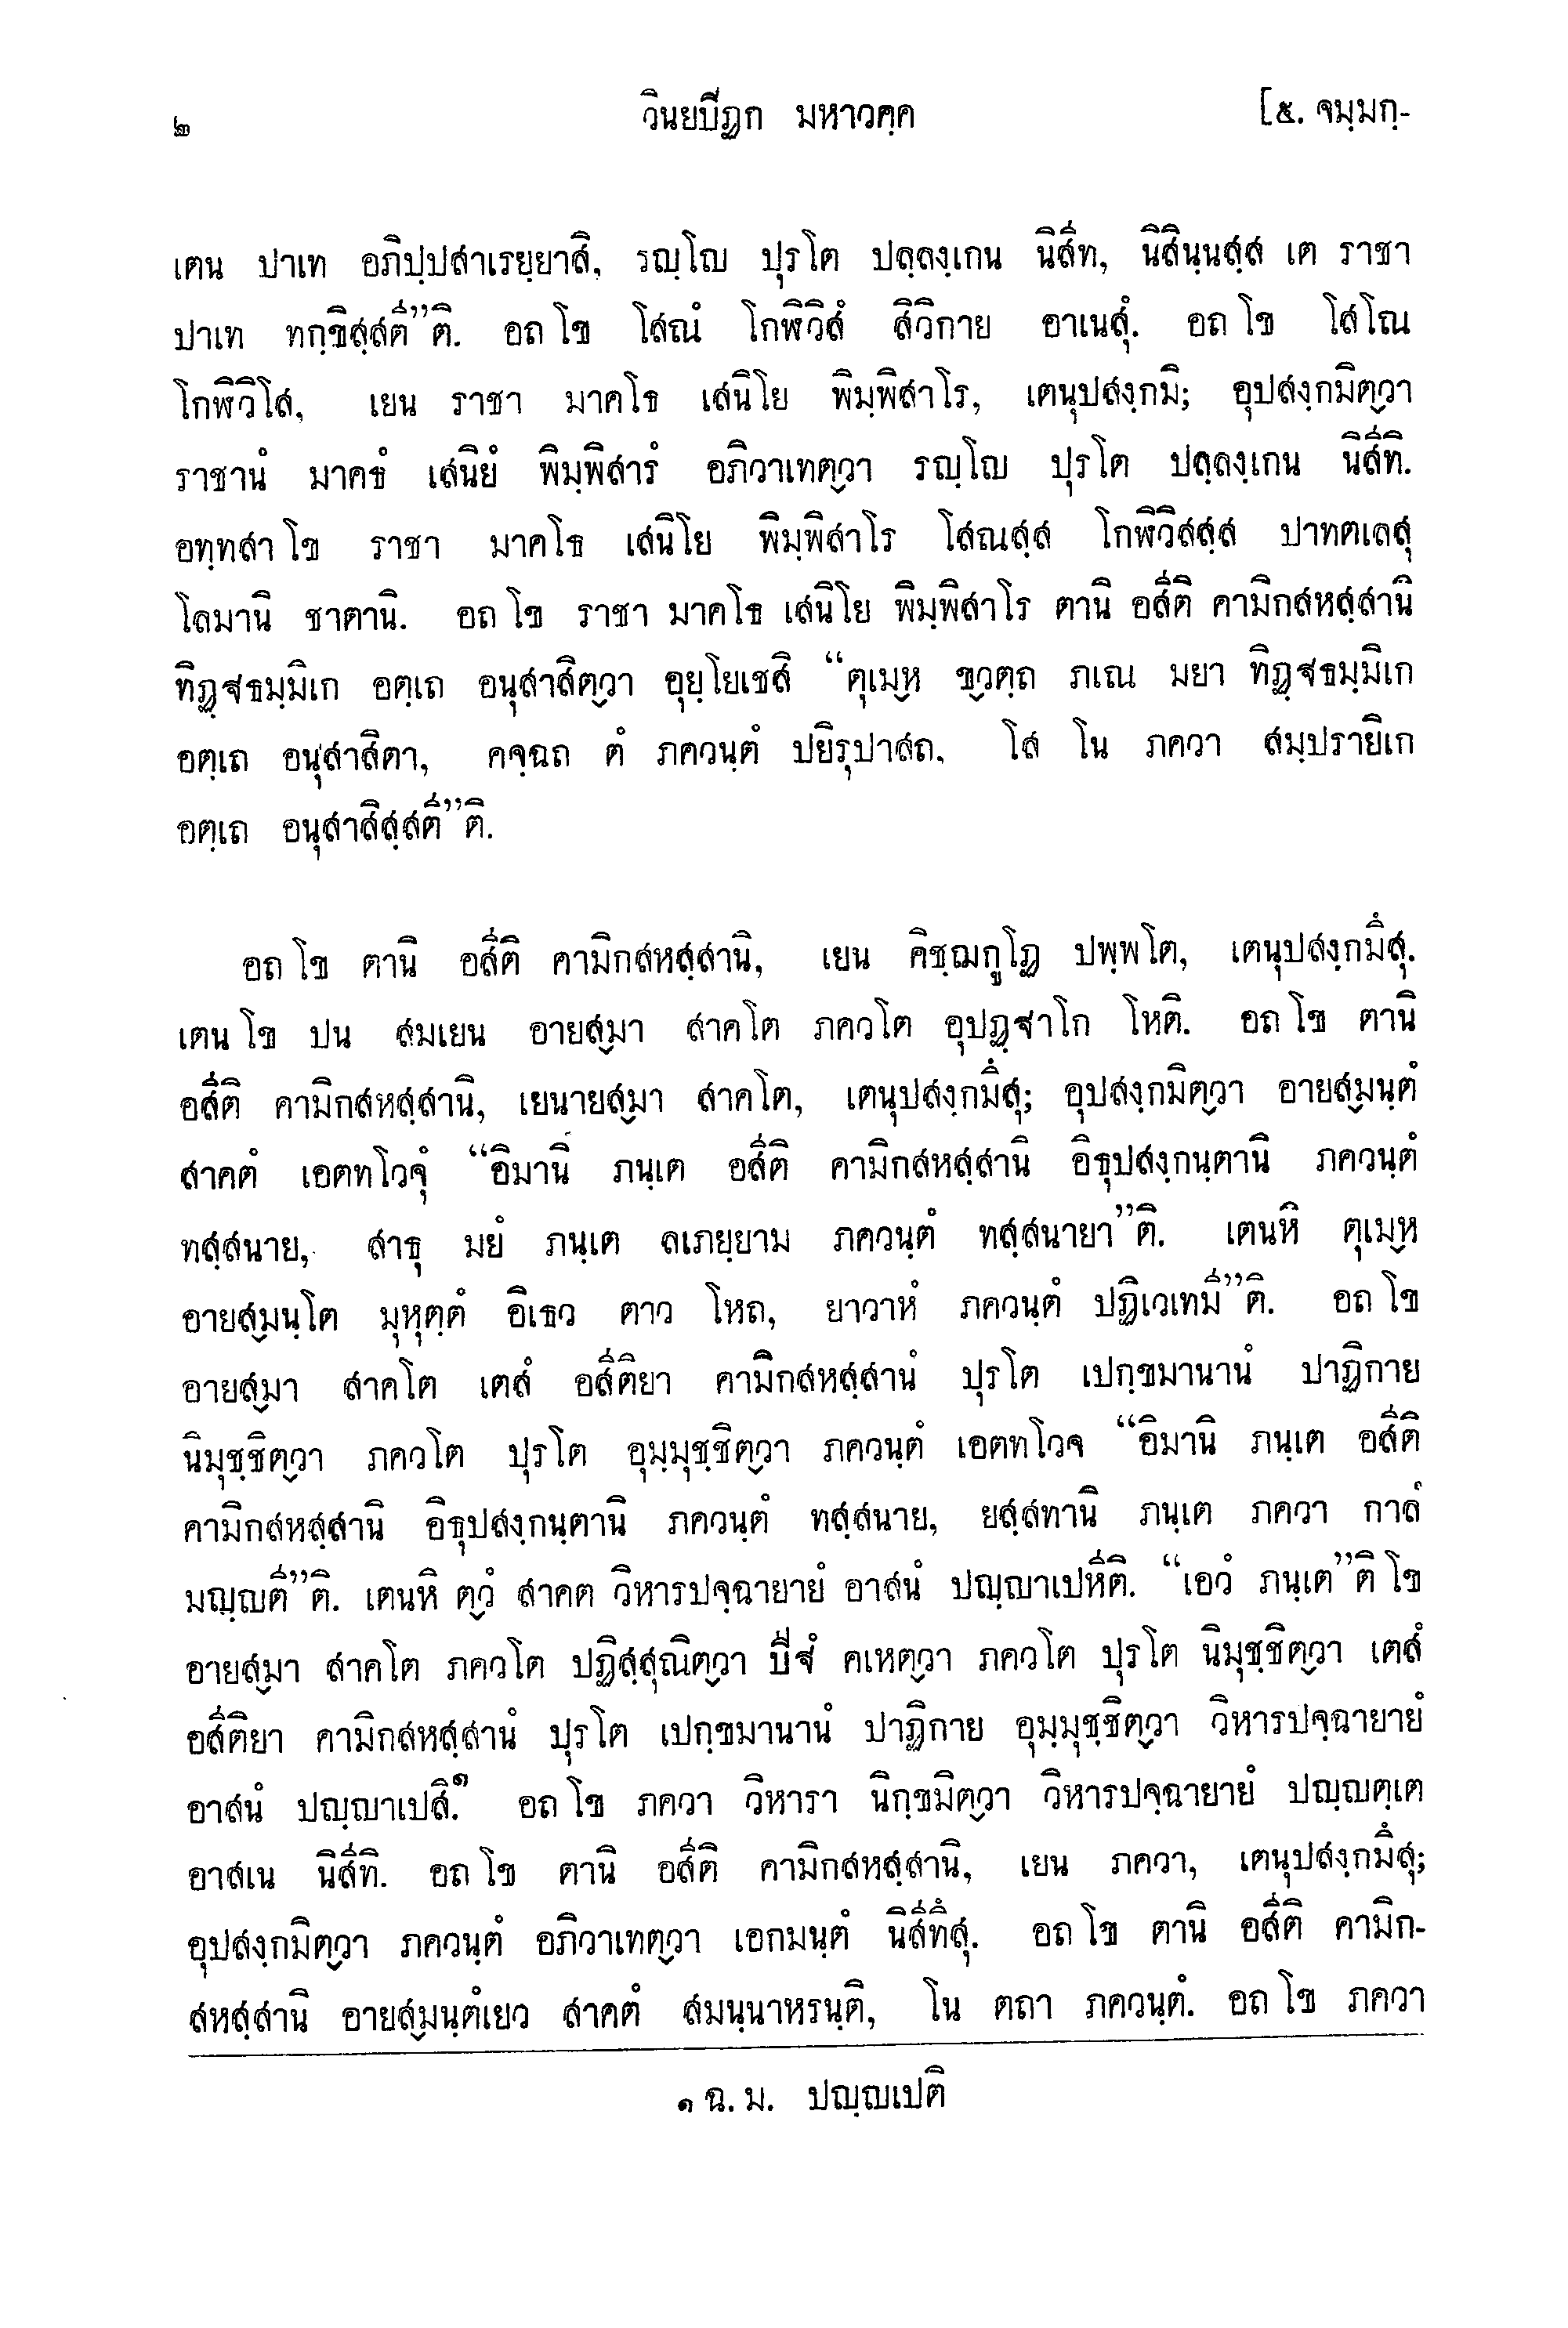 ๒ วินยปีฏก มหาวคฺค [๕. จมฺมกฺ-
เตน ปาเท อภิปฺปสาเรยฺยาสิ, รญฺโญ ปุรโต ปลฺลงฺเกน นิสีท, นิสินฺนสฺส เต ราชา
ปาเท ทกฺขิสฺสตี”ติ. อถ โข โสณํ โกฬิวิสํ สิวิกาย อาเนสุํ. อถ โข โสโณ
โกฬิวิโส, เยน ราชา มาคโธ เสนิโย พิมฺพิสาโร, เตนุปสงฺกมิ; อุปสงฺกมิตฺวา
ราชานํ มาคธํ เสนิยํ พิมฺพิสารํ อภิวาเทตฺวา รญฺโญ ปุรโต ปลฺลงฺเกน นิสีทิ.
อทฺทสา โข ราชา มาคโธ เสนิโย พิมฺพิสาโร โสณสฺส โกฬิวิสสฺส ปาทตเลสุ
โลมานิ ชาตานิ. อถ โข ราชา มาคโธ เสนิโย พิมฺพิสาโร ตานิ อสีติ คามิกสหสฺสานิ
ทิฏฺฐธมฺมิเก อตฺเถ อนุสาสิตฺวา อุยฺโยเชสิ “ตุเมฺห ขฺวตฺถ ภเณ มยา ทิฏฺฐธมฺมิเก
อตฺเถ อนุสาสิตา, คจฺฉถ ตํ ภควนฺตํ ปยิรุปาสถ, โส โน ภควา สมฺปรายิเก
อตฺเถ อนุสาสิสฺสตี”ติ.
อถ โข ตานิ อสีติ คามิกสหสฺสานิ, เยน คิชฺฌกูโฏ ปพฺพโต, เตนุปสงฺกมึสุ.
เตน โข ปน สมเยน อายสฺมา สาคโต ภควโต อุปฏฺฐาโก โหติ. อถ โข ตานิ
อสีติ คามิกสหสฺสานิ, เยนายสฺมา สาคโต, เตนุปสงฺกมึสุ; อุปสงฺกมิตฺวา อายสฺมนฺตํ
สาคตํ เอตทโวจุํ “อิมานิ ภนฺเต อสีติ คามิกสหสฺสานิ อิธุปสงฺกนฺตานิ ภควนฺตํ
ทสฺสนาย, สาธุ มยํ ภนฺเต ลเภยฺยาม ภควนฺตํ ทสฺสนายา”ติ. เตนหิ ตุเมฺห
อายสฺมนฺโต มุหุตฺตํ อิเธว ตาว โหถ, ยาวาหํ ภควนฺตํ ปฏิเวเทมี”ติ. อถ โข
อายสฺมา สาคโต เตสํ อสีติยา คามิกสหสฺสานํ ปุรโต เปกฺขมานานํ ปาฏิกาย
นิมุชฺชิตฺวา ภควโต ปุรโต อุมฺมุชฺชิตฺวา ภควนฺตํ เอตทโวจ “อิมานิ ภนฺเต อสีติ
คามิกสหสฺสานิ อิธุปสงฺกนฺตานิ ภควนฺตํ ทสฺสนาย, ยสฺสทานิ ภนฺเต ภควา กาลํ
มญฺญตี”ติ. เตนหิ ตฺวํ สาคต วิหารปจฺฉายายํ อาสนํ ปญฺญาเปหีติ. “เอวํ ภนฺเต”ติ โข
อายสฺมา สาคโต ภควโต ปฏิสฺสุณิตฺวา ปีฐํ คเหตฺวา ภควโต ปุรโต นิมุชฺชิตฺวา เตสํ
อสีติยา คามิกสหสฺสานํ ปุรโต เปกฺขมานานํ ปาฏิกาย อุมฺมุชฺชิตฺวา วิหารปจฺฉายายํ
อาสนํ ปญฺญาเปสิ.๑ อถ โข ภควา วิหารา นิกฺขมิตฺวา วิหารปจฺฉายายํ ปญฺญตฺเต
อาสเน นิสีทิ. อถ โข ตานิ อสีติ คามิกสหสฺสานิ, เยน ภควา, เตนุปสงฺกมึสุ;
อุปสงฺกมิตฺวา ภควนฺตํ อภิวาเทตฺวา เอกมนฺตํ นิสีทึสุ. อถ โข ตานิ อสีติ คามิก-
สหสฺสานิ อายสฺมนฺตํเยว สาคตํ สมนฺนาหรนฺติ, โน ตถา ภควนฺตํ. อถ โข ภควา
๑ ฉ. ม. ปญฺญเปติ